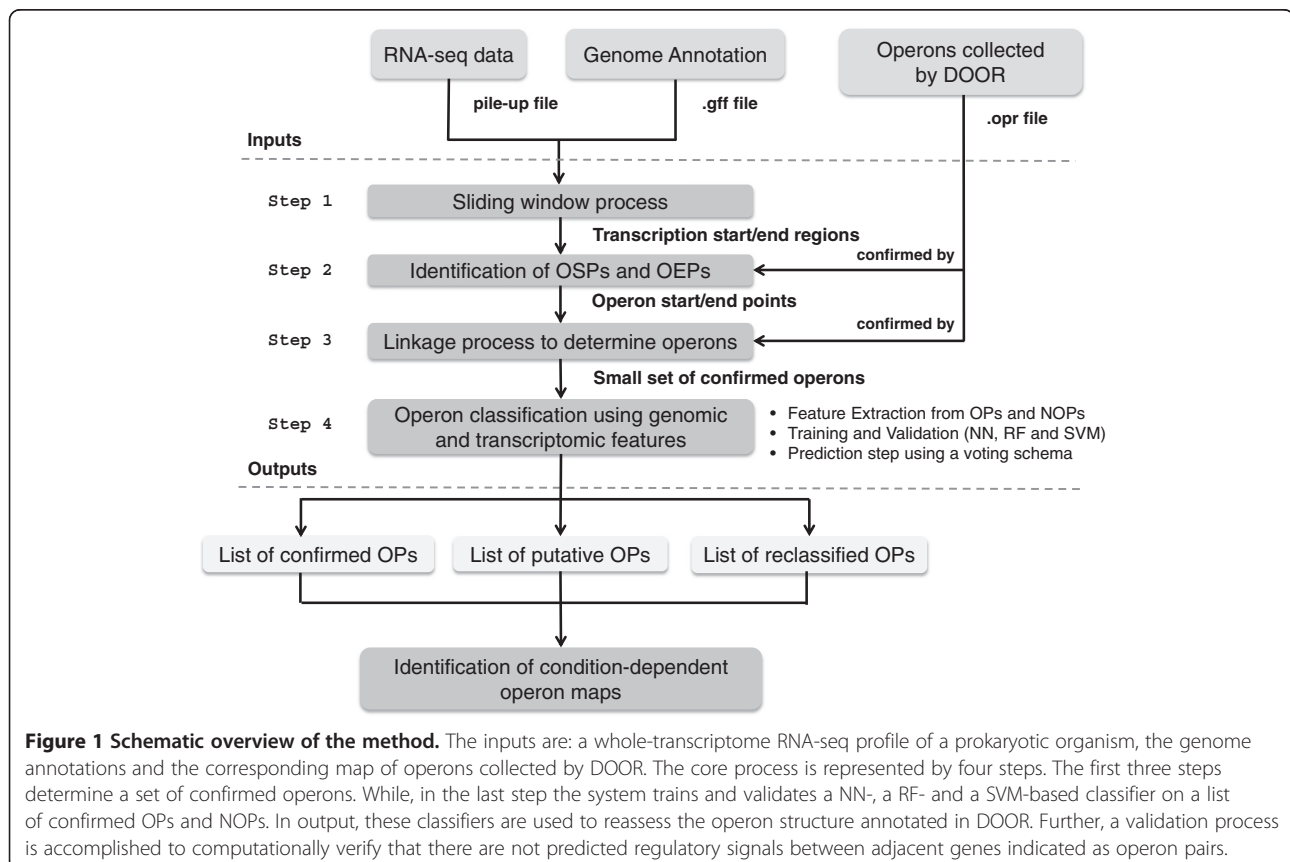 RNA-seq data
Genome Annotation
Operons collected
by DOOR
pile-up file
.gff file
.opr file
Inputs
Step 1
Sliding window process
Transcription start/end regions
Step 2
Identification of OSPs and OEPs
confirmed by
Operon start/end points
Step 3
Linkage process to determine operons
confirmed by
Small set of confirmed operons
Step 4
Operon classification using genomic
and transcriptomic features
• Feature Extraction from OPs and NOPs
• Training and Validation (NN, RF and SVM)
• Prediction step using a voting schema
Outputs
List of confirmed OPs
List of putative OPs
List of reclassified OPs
Identification of condition-dependent
operon maps
Figure 1 Schematic overview of the method. The inputs are: a whole-transcriptome RNA-seq profile of a prokaryotic organism, the genome
annotations and the corresponding map of operons collected by DOOR. The core process is represented by four steps. The first three steps
determine a set of confirmed operons. While, in the last step the system trains and validates a NN-, a RF- and a SVM-based classifier on a list
of confirmed OPs and NOPs. In output, these classifiers are used to reassess the operon structure annotated in DOOR. Further, a validation process
is accomplished to computationally verify that there are not predicted regulatory signals between adjacent genes indicated as operon pairs.